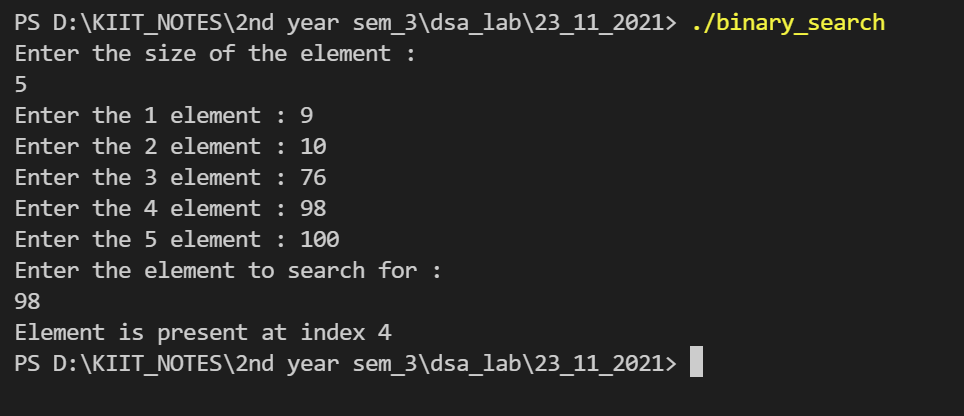 PS D:\KIIT_NOTES\2nd year sem_3\dsa_lab\23_11_2021> ./binary_search
Enter the size of the element :
5
Enter the 1 element : 9
Enter the 2 element : 10
Enter the 3 element : 76
Enter the 4 element : 98
Enter the 5 element : 100
Enter the element to search for :
98
Element is present at index 4
PS D:\KIIT_NOTES\2nd year sem_3\dsa_lab\23_11_2021>